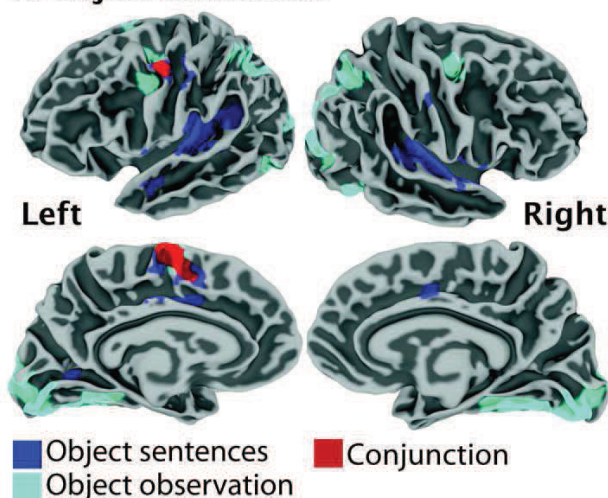 Left
Right
Object sentences
Conjunction
Object observation